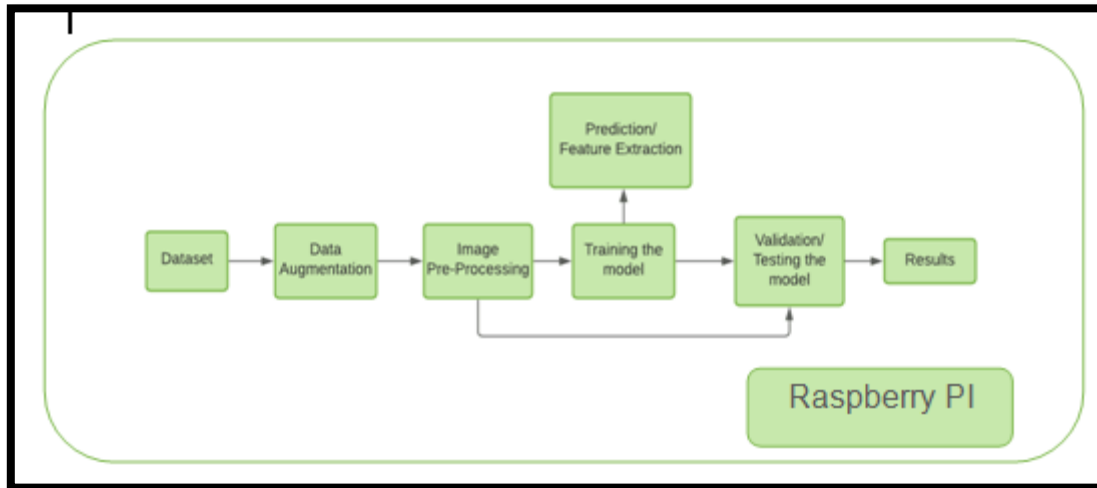 Prediction/
Feature Extraction
Dataset
Data
Augmentation
Image
Pre-Processing
Training the
model
Validation/
Testing the
model
Results
Raspberry PI